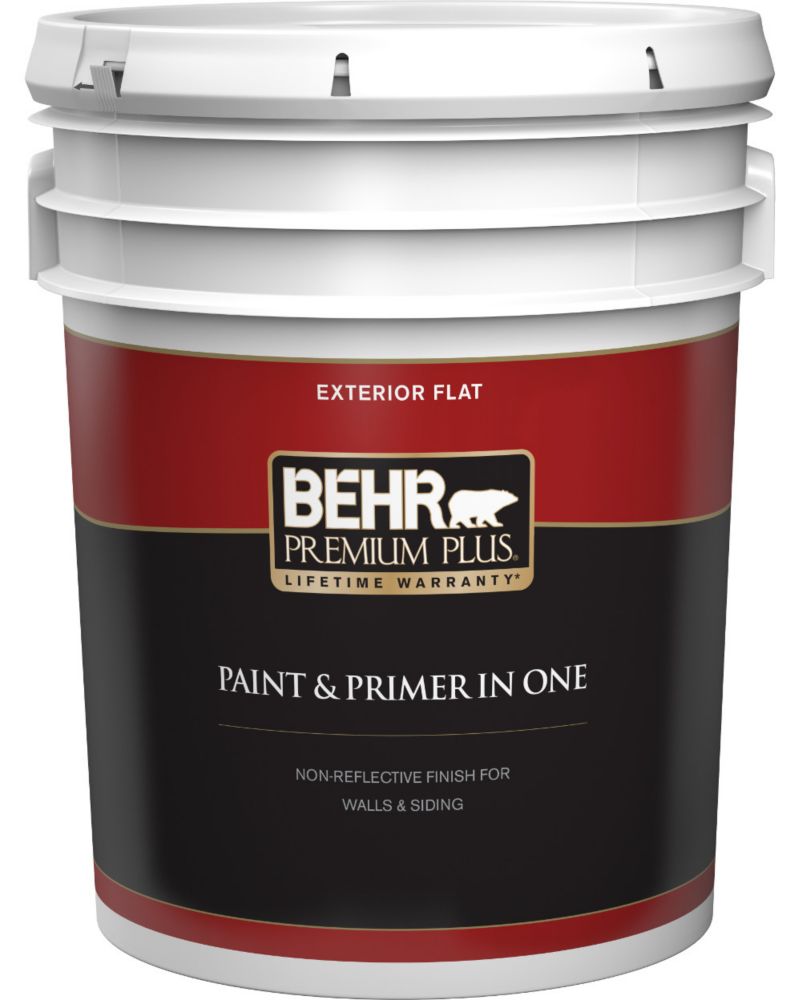 EXTERIOR FLAT
BEHR
PREMIUM PLUS®
LIFETIME WARRANTY*
PAINT & PRIMER IN ONE
NON-REFLECTIVE FINISH FOR
WALLS & SIDING